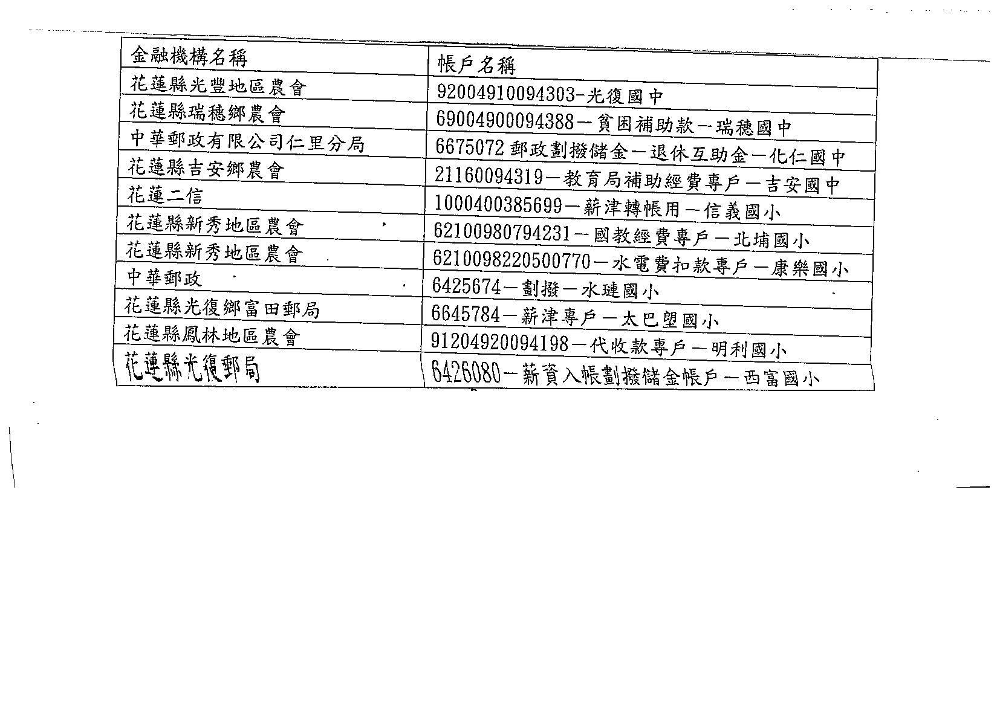 金融機構名稱 帳戶名稱
花蓮縣光豐地區農會 92004910094303-光復國中
花蓮縣瑞穗鄉農會 69004900094388－貧困補助款－瑞穗國中
中華郵政有限公司仁里分局 6675072 郵政劃撥儲金－退休互助金－化仁國中
花蓮縣吉安鄉農會 21160094319－教育局補助經費專戶－吉安國中
花蓮二信 1000400385699－薪津轉帳用－信義國小
花蓮縣新秀地區農會 62100980794231－國教經費專戶－北埔國小
花蓮縣新秀地區農會 6210098220500770－水電費扣款專戶－康樂國小
中華郵政 6425674－劃撥－水璉國小
花蓮縣光復鄉富田郵局 6645784－薪津專戶－太巴塱國小
花蓮縣鳳林地區農會 91204920094198－代收款專戶－明利國小
花蓮縣光復郵局 6426080－薪資入帳劃撥儲金帳戶－西富國小